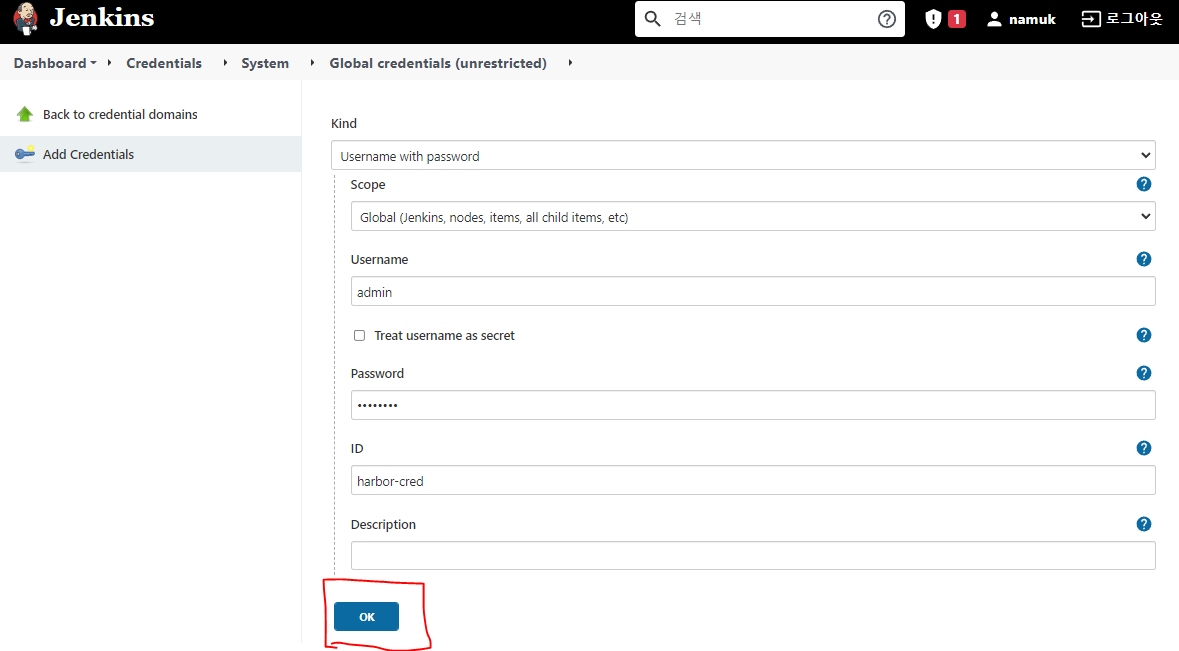 Jenkins
검색
1
namuk
로그아웃
Dashboard
Credentials
System
Global credentials (unrestricted)
Back to credential domains
Add Credentials
Kind
Username with password
Scope
Global (Jenkins, nodes, items, all child items, etc)
Username
admin
Treat username as secret
Password
••••••••
ID
harbor-cred
Description
OK